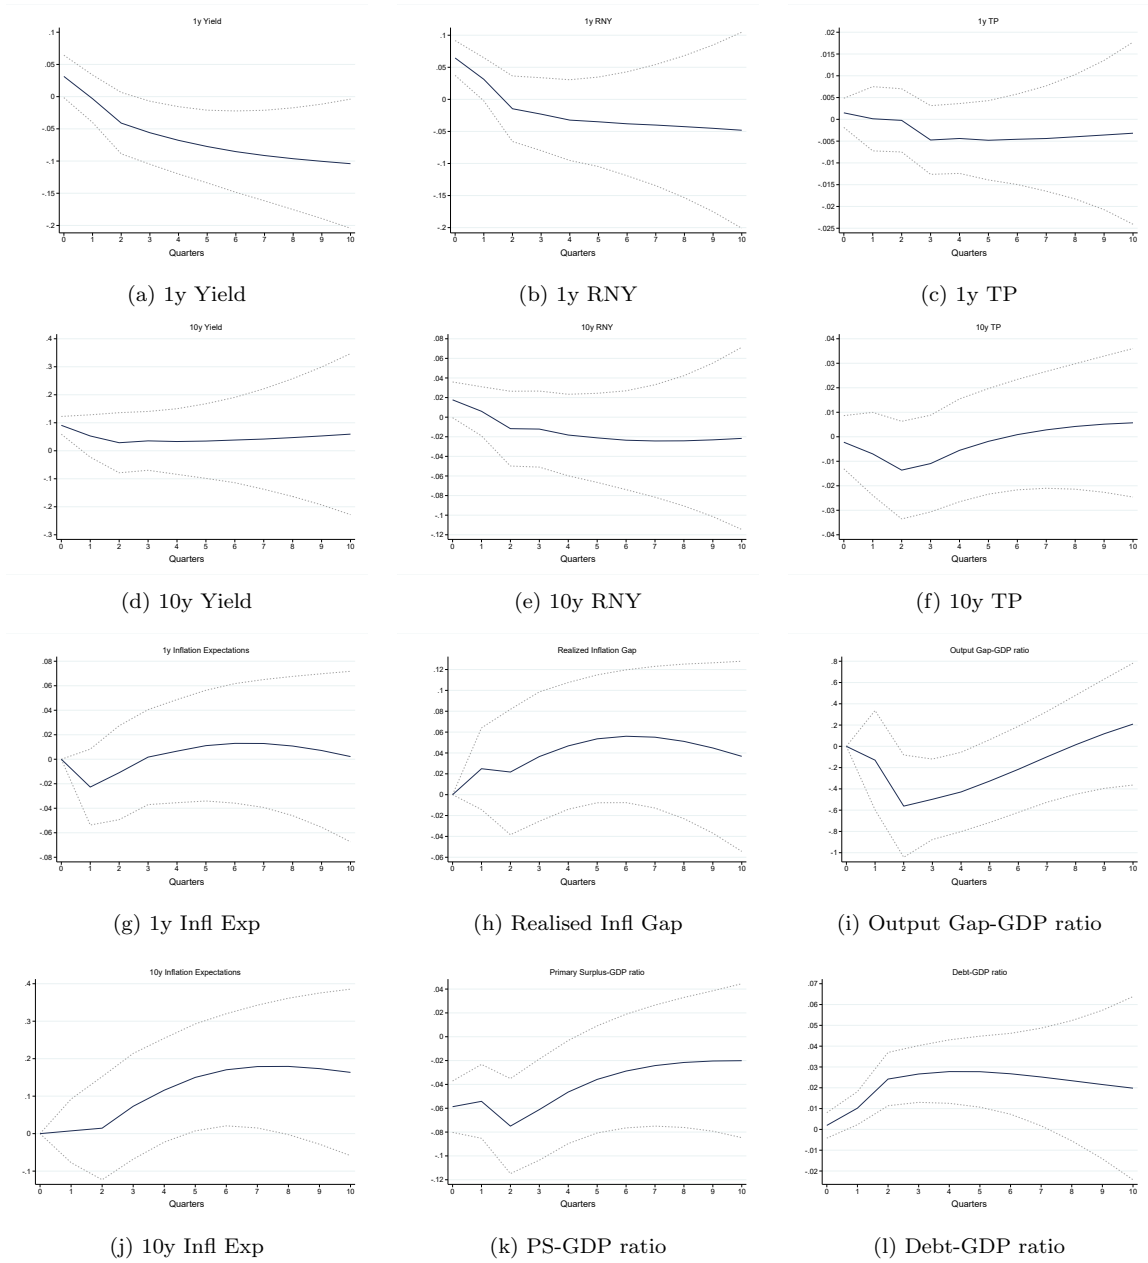 1y Yield
.1
.05
0
-.05
-.1
-.15
-.2
0 1 2 3 4 5 6 7 8 9 10
Quarters
(a) 1y Yield
1y RNY
.1
.05
0
-.05
-.1
-.15
-.2
0 1 2 3 4 5 6 7 8 9 10
Quarters
(b) 1y RNY
1y TP
.02
.015
.01
.005
0
-.005
-.01
-.015
-.02
-.025
0 1 2 3 4 5 6 7 8 9 10
Quarters
(c) 1y TP
10y Yield
.4
.3
.2
.1
0
-.1
-.2
-.3
0 1 2 3 4 5 6 7 8 9 10
Quarters
(d) 10y Yield
10y RNY
.08
.06
.04
.02
0
-.02
-.04
-.06
-.08
-.1
-.12
0 1 2 3 4 5 6 7 8 9 10
Quarters
(e) 10y RNY
10y TP
.04
.03
.02
.01
0
-.01
-.02
-.03
-.04
0 1 2 3 4 5 6 7 8 9 10
Quarters
(f) 10y TP
1y Inflation Expectations
.08
.06
.04
.02
0
-.02
-.04
-.06
-.08
0 1 2 3 4 5 6 7 8 9 10
Quarters
(g) 1y Infl Exp
Realized Inflation Gap
.12
.1
.08
.06
.04
.02
0
-.02
-.04
-.06
0 1 2 3 4 5 6 7 8 9 10
Quarters
(h) Realised Infl Gap
Output Gap-GDP ratio
.8
.6
.4
.2
0
-.2
-.4
-.6
-.8
-1
0 1 2 3 4 5 6 7 8 9 10
Quarters
(i) Output Gap-GDP ratio
10y Inflation Expectations
.4
.3
.2
.1
0
-.1
0 1 2 3 4 5 6 7 8 9 10
Quarters
(j) 10y Infl Exp
Primary Surplus-GDP ratio
.04
.02
0
-.02
-.04
-.06
-.08
-.1
-.12
0 1 2 3 4 5 6 7 8 9 10
Quarters
(k) PS-GDP ratio
Debt-GDP ratio
.07
.06
.05
.04
.03
.02
.01
0
-.01
-.02
0 1 2 3 4 5 6 7 8 9 10
Quarters
(l) Debt-GDP ratio